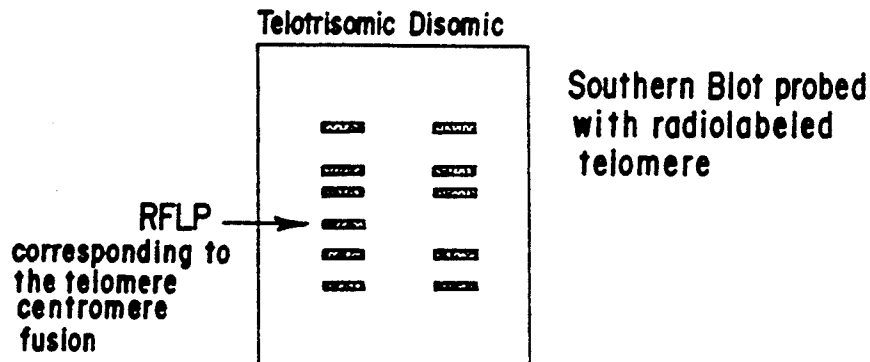 Telotrisomic Disomic
Southern Blot probed
with radiolabeled
telomere
RFLP
corresponding to
the telomere
centromere
fusion